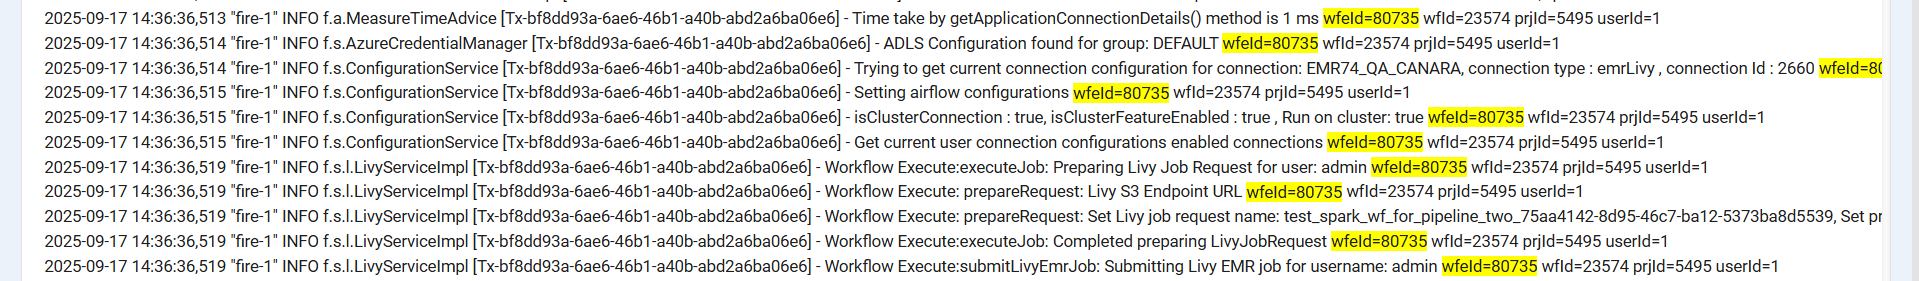 2025-09-17 14:36:36,513 "fire-1" INFO f.a.MeasureTimeAdvice [Tx-bf8dd93a-6ae6-46b1-a40b-abd2a6ba06e6] - Time take by getApplicationConnectionDetails() method is 1 ms wfeId=80735 wfId=23574 prjId=5495 userId=1
2025-09-17 14:36:36,514 "fire-1" INFO f.s.AzureCredentialManager [Tx-bf8dd93a-6ae6-46b1-a40b-abd2a6ba06e6] - ADLS Configuration found for group: DEFAULT wfeId=80735 wfId=23574 prjId=5495 userId=1
2025-09-17 14:36:36,514 "fire-1" INFO f.s.ConfigurationService [Tx-bf8dd93a-6ae6-46b1-a40b-abd2a6ba06e6] - Trying to get current connection configuration for connection: EMR74_QA_CANARA, connection type : emrLivy , connection Id : 2660 wfeId=80
2025-09-17 14:36:36,515 "fire-1" INFO f.s.ConfigurationService [Tx-bf8dd93a-6ae6-46b1-a40b-abd2a6ba06e6] - Setting airflow configurations wfeId=80735 wfId=23574 prjId=5495 userId=1
2025-09-17 14:36:36,515 "fire-1" INFO f.s.ConfigurationService [Tx-bf8dd93a-6ae6-46b1-a40b-abd2a6ba06e6] - isClusterConnection : true, isClusterFeatureEnabled : true , Run on cluster: true wfeId=80735 wfId=23574 prjId=5495 userId=1
2025-09-17 14:36:36,515 "fire-1" INFO f.s.ConfigurationService [Tx-bf8dd93a-6ae6-46b1-a40b-abd2a6ba06e6] - Get current user connection configurations enabled connections wfeId=80735 wfId=23574 prjId=5495 userId=1
2025-09-17 14:36:36,519 "fire-1" INFO f.s.l.LivyServiceImpl [Tx-bf8dd93a-6ae6-46b1-a40b-abd2a6ba06e6] - Workflow Execute:executeJob: Preparing Livy Job Request for user: admin wfeId=80735 wfId=23574 prjId=5495 userId=1
2025-09-17 14:36:36,519 "fire-1" INFO f.s.l.LivyServiceImpl [Tx-bf8dd93a-6ae6-46b1-a40b-abd2a6ba06e6] - Workflow Execute: prepareRequest: Livy S3 Endpoint URL wfeId=80735 wfId=23574 prjId=5495 userId=1
2025-09-17 14:36:36,519 "fire-1" INFO f.s.l.LivyServiceImpl [Tx-bf8dd93a-6ae6-46b1-a40b-abd2a6ba06e6] - Workflow Execute: prepareRequest: Set Livy job request name: test_spark_wf_for_pipeline_two_75aa4142-8d95-46c7-ba12-5373ba8d5539, Set pr
2025-09-17 14:36:36,519 "fire-1" INFO f.s.l.LivyServiceImpl [Tx-bf8dd93a-6ae6-46b1-a40b-abd2a6ba06e6] - Workflow Execute:executeJob: Completed preparing LivyJobRequest wfeId=80735 wfId=23574 prjId=5495 userId=1
2025-09-17 14:36:36,519 "fire-1" INFO f.s.l.LivyServiceImpl [Tx-bf8dd93a-6ae6-46b1-a40b-abd2a6ba06e6] - Workflow Execute:submitLivyEmrJob: Submitting Livy EMR job for username: admin wfeId=80735 wfId=23574 prjId=5495 userId=1